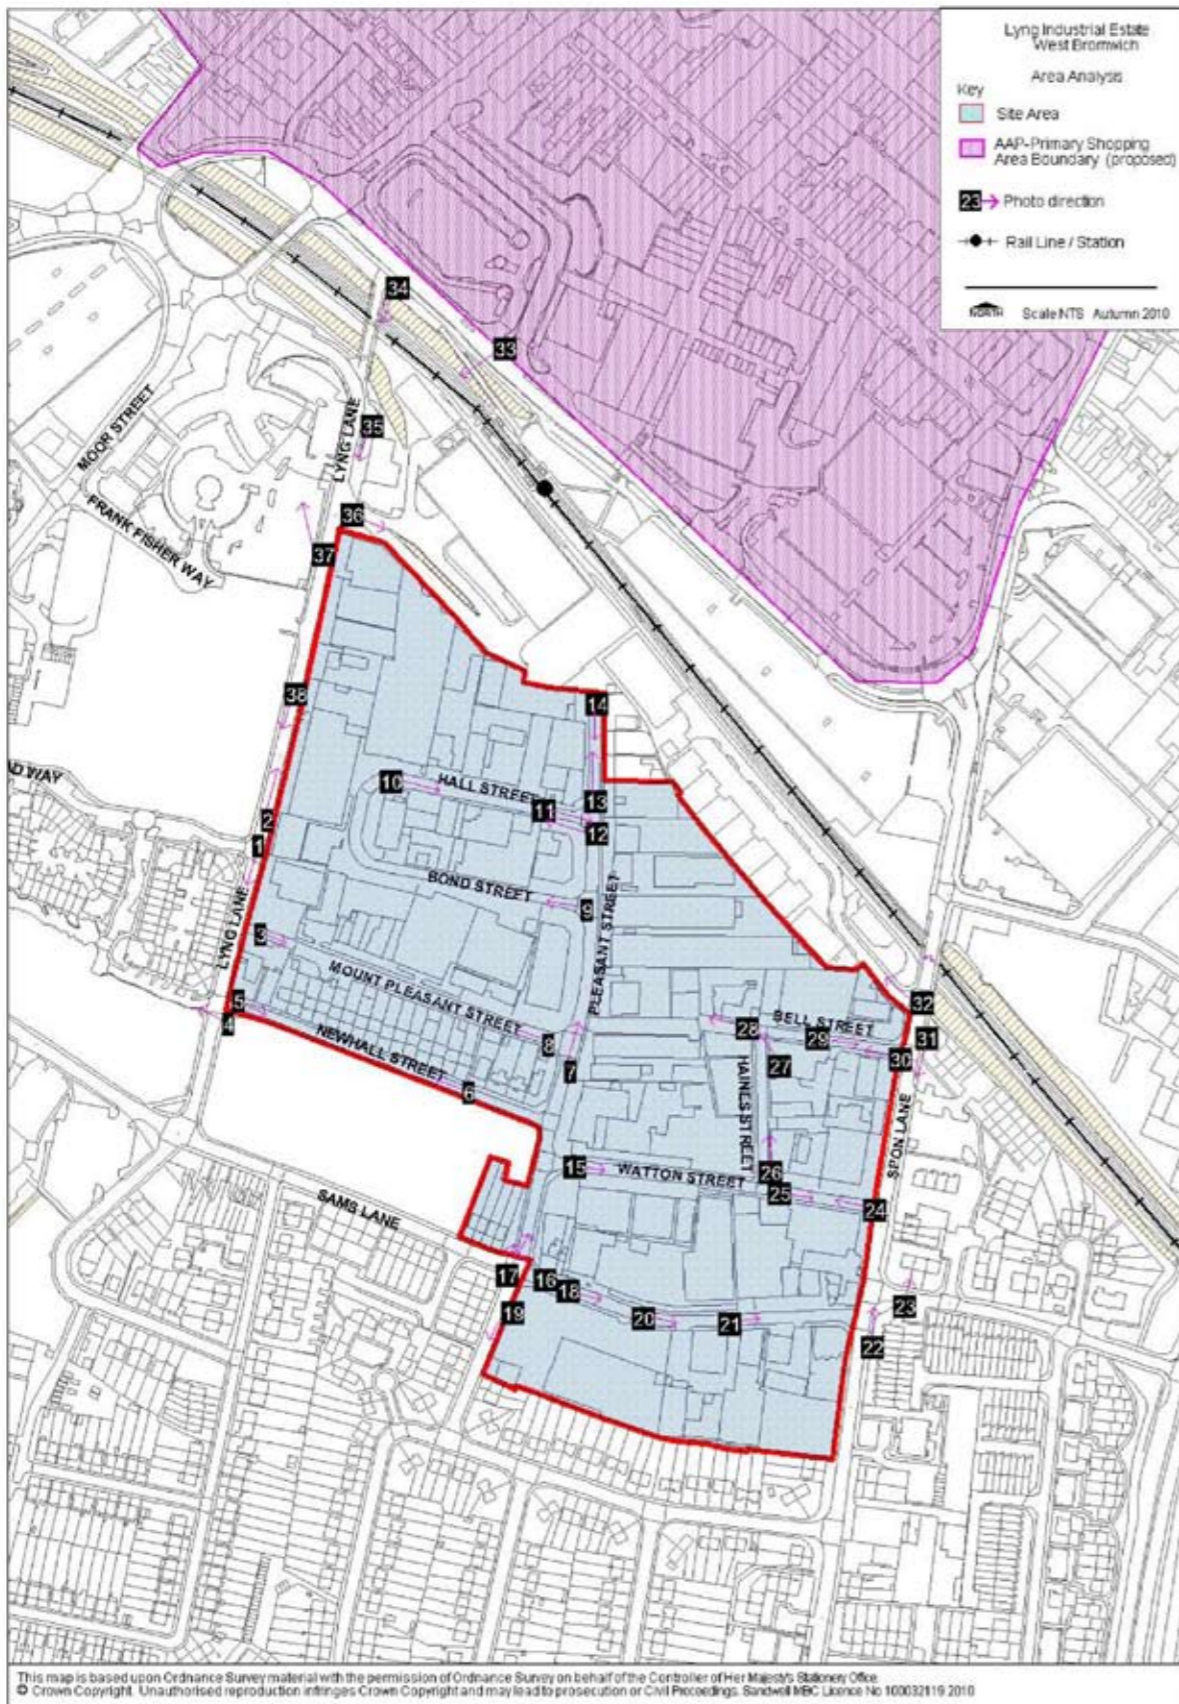 Lyng Industrial Estate
West Bromwich
Area Analysis
Key
Site Area
AAP-Primary Shopping
Area Boundary (proposed)
23 Photo direction
Rail Line / Station
NORTH Scale NTS Autumn 2010
34
33
MOOR STREET
LYNG LANE
35
FRANK FISHER WAY
36
37
38
14
AD WAY
10
HALL STREET
11
13
12
2
1
BOND STREET
9
PLEASANT STREET
LYNG LANE
3
MOUNT PLEASANT STREET
5
4
NEWHALL STREET
8
7
6
32
BELL STREET
28
29
31
30
27
HAINES STREET
SPON LANE
15
WATTON STREET
26
25
24
SAMS LANE
17
16
18
19
20
21
23
22
This map is based upon Ordnance Survey material with the permission of Ordnance Survey on behalf of the Controller of Her Majesty's Stationery Office.
© Crown Copyright. Unauthorised reproduction infringes Crown Copyright and may lead to prosecution or Civil Proceedings. Sandwell MBC Licence No 100032119 2010